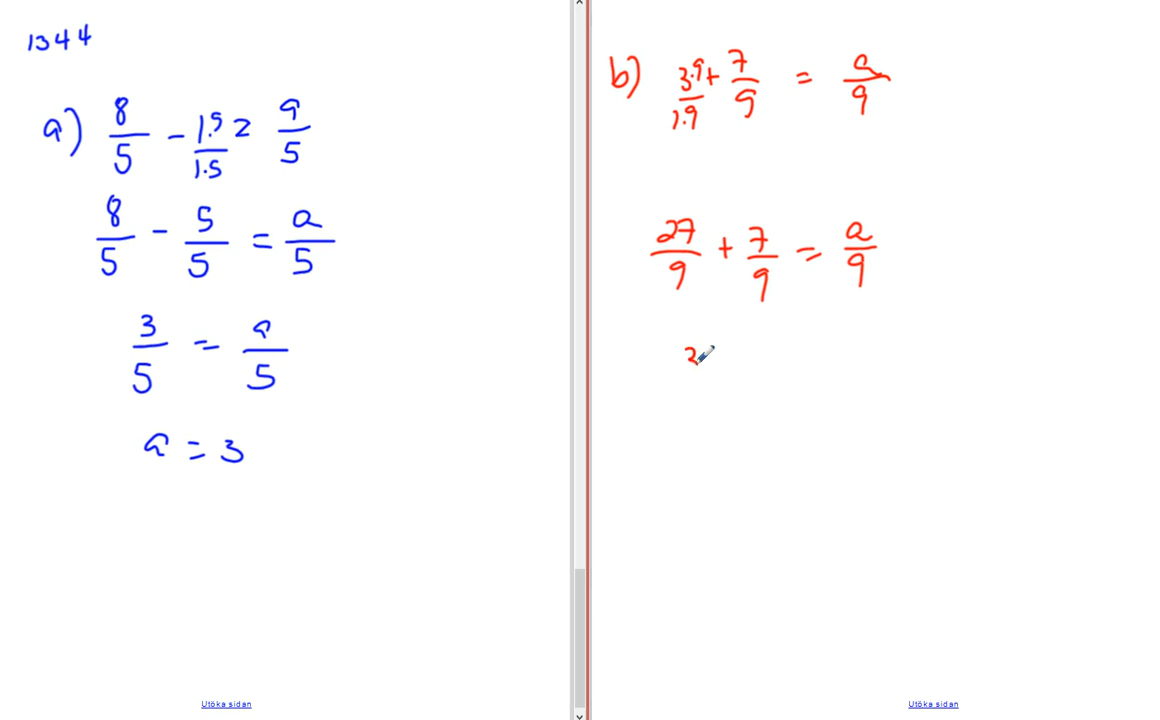 1344
a) 8/5 - 1.5/1.5 = a/5
8/5 - 5/5 = a/5
3/5 = a/5
a = 3
b) 3.9/1.9 + 7/9 = a/9
27/9 + 7/9 = a/9
3
Utöka sidan
Utöka sidan